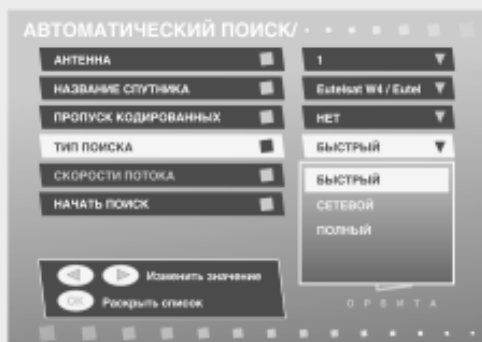 АВТОМАТИЧЕСКИЙ ПОИСК/
АНТЕННА 1
НАЗВАНИЕ СПУТНИКА Eutelsat W4 / Eutel
ПРОПУСК КОДИРОВАННЫХ НЕТ
ТИП ПОИСКА БЫСТРЫЙ
СКОРОСТИ ПОТОКА БЫСТРЫЙ
НАЧАТЬ ПОИСК СЕТЕВОЙ
ПОЛНЫЙ
Изменить значение
OK Раскрыть список
ОРБИТА